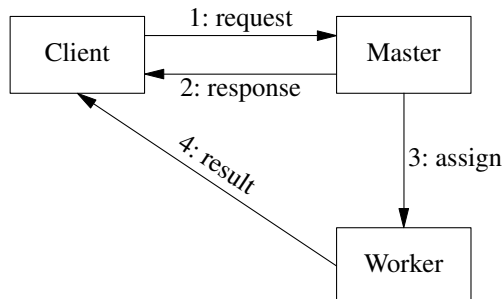 1: request
Client
Master
2: response
3: assign
4: result
Worker